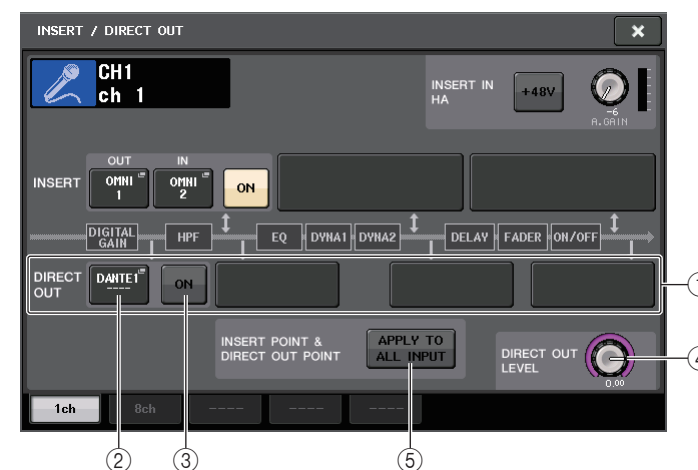 INSERT / DIRECT OUT
CH1
ch 1
INSERT IN
HA
+48V
-6
A.GAIN
OUT
IN
INSERT
OMNI
1
OMNI
2
ON
DIGITAL
GAIN
HPF
EQ
DYNA1
DYNA2
DELAY
FADER
ON/OFF
DIRECT
OUT
DANTE1
----
ON
①
INSERT POINT &
DIRECT OUT POINT
APPLY TO
ALL INPUT
DIRECT OUT
LEVEL
0.00
④
1ch
8ch
----
----
----
②
③
⑤